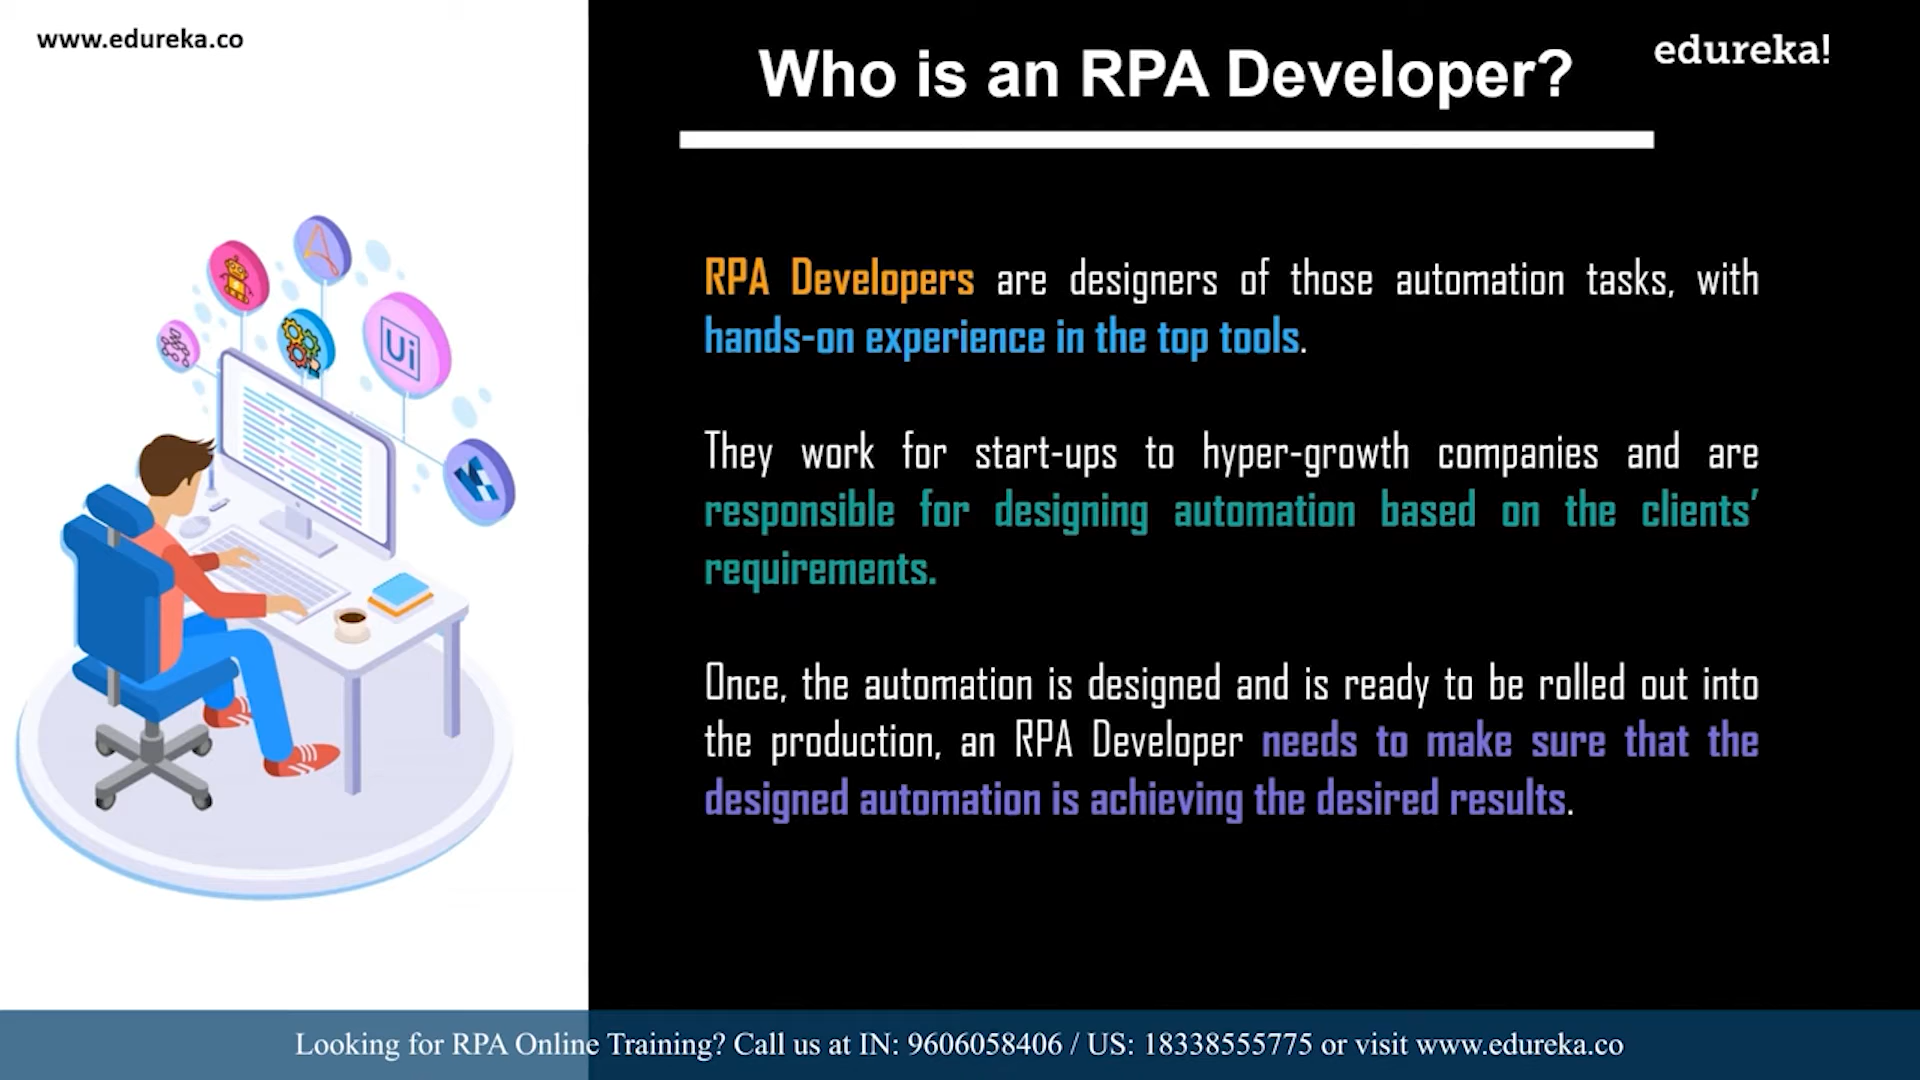 www.edureka.co
Who is an RPA Developer?
edureka!
RPA Developers are designers of those automation tasks, with
hands-on experience in the top tools.
They work for start-ups to hyper-growth companies and are
responsible for designing automation based on the clients’
requirements.
Once, the automation is designed and is ready to be rolled out into
the production, an RPA Developer needs to make sure that the
designed automation is achieving the desired results.
Ui
Looking for RPA Online Training? Call us at IN: 9606058406 / US: 18338555775 or visit www.edureka.co